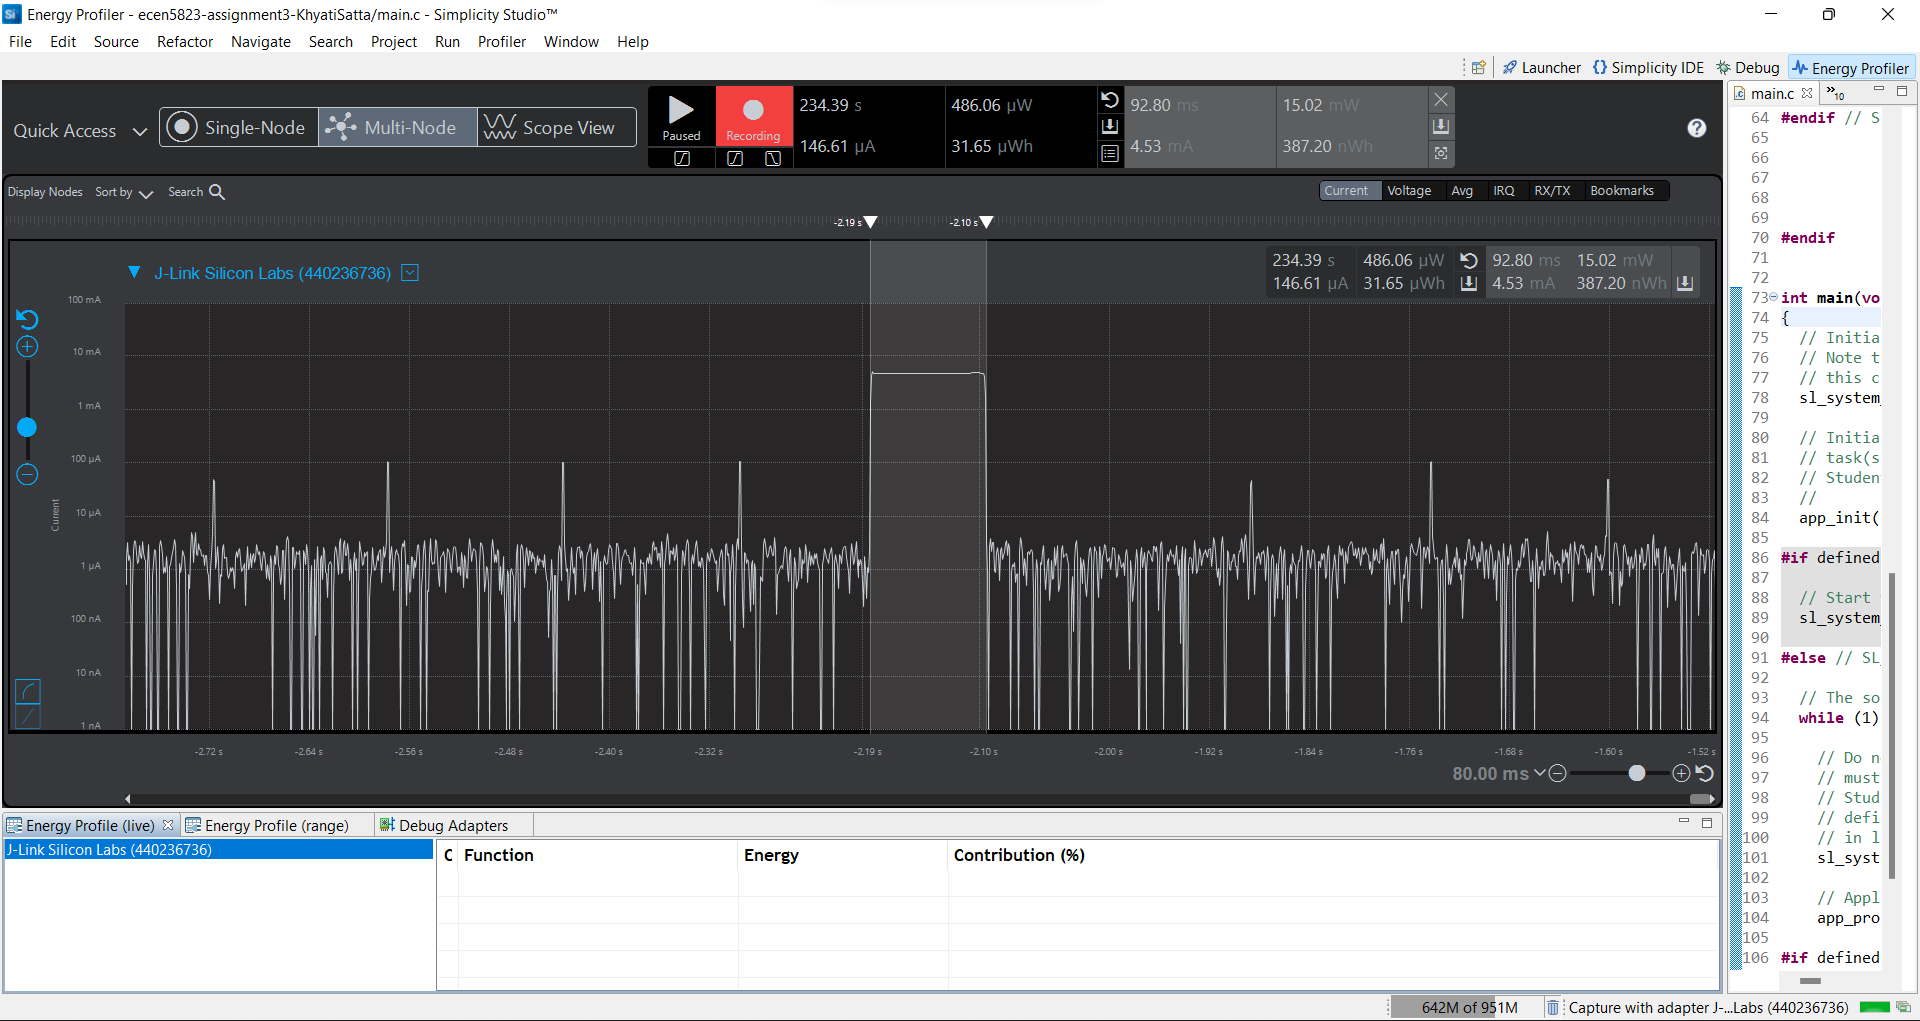 Energy Profiler - ecen5823-assignment3-KhyatiSatta/main.c - Simplicity Studio™
File Edit Source Refactor Navigate Search Project Run Profiler Window Help
Launcher {} Simplicity IDE Debug Energy Profiler
Quick Access Single-Node Multi-Node Scope View
Paused Recording
234.39 s 486.06 µW 92.80 ms 15.02 mW
146.61 µA 31.65 µWh 4.53 mA 387.20 nWh
Display Nodes Sort by Search
Current Voltage Avg IRQ RX/TX Bookmarks
-2.19 s -2.10 s
J-Link Silicon Labs (440236736)
234.39 s 486.06 µW 92.80 ms 15.02 mW
146.61 µA 31.65 µWh 4.53 mA 387.20 nWh
100 mA
10 mA
1 mA
100 µA
10 µA
1 µA
100 nA
10 nA
1 nA
Current
-2.72 s -2.64 s -2.56 s -2.48 s -2.40 s -2.32 s -2.19 s -2.10 s -2.00 s -1.92 s -1.84 s -1.76 s -1.68 s -1.60 s -1.52 s
80.00 ms
Energy Profile (live) Energy Profile (range) Debug Adapters
J-Link Silicon Labs (440236736)
C Function Energy Contribution (%)
main.c »10
64 #endif // S
65
66
67
68
69
70 #endif
71
72
73 int main(vo
74 {
75 // Initia
76 // Note t
77 // this c
78 sl_system_
79
80 // Initia
81 // task(s
82 // Studen
83 //
84 app_init(
85
86 #if defined
87
88 // Start
89 sl_system_
90
91 #else // SL_
92
93 // The so
94 while (1)
95
96 // Do n
97 // must
98 // Stud
99 // defi
100 // in l
101 sl_syst
102
103 // Appl
104 app_pro
105
106 #if defined
642M of 951M Capture with adapter J-...Labs (440236736)